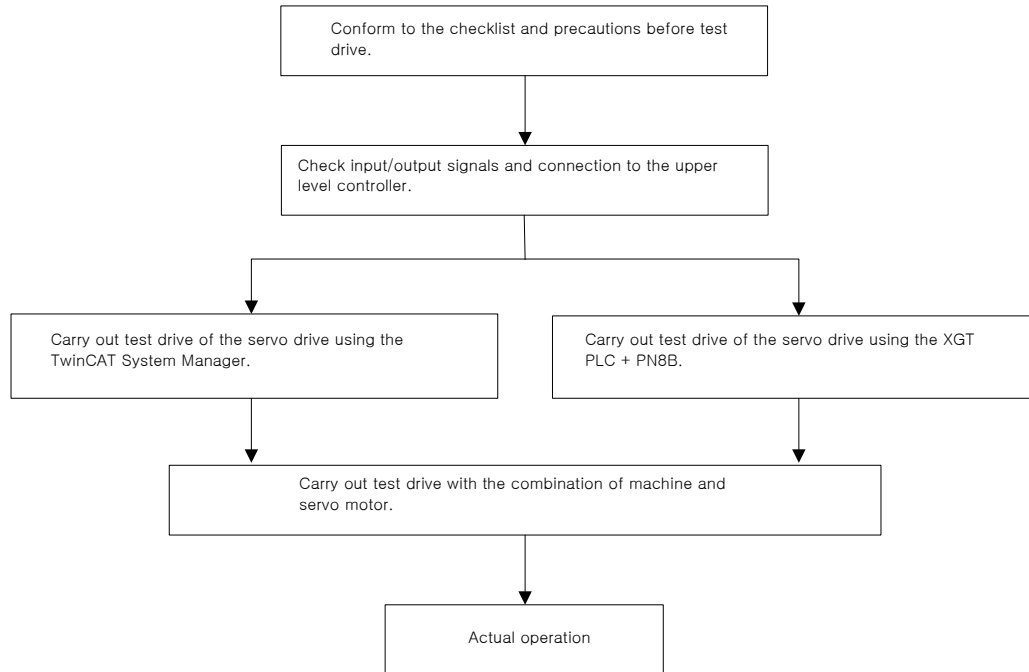 Conform to the checklist and precautions before test
drive.
Check input/output signals and connection to the upper
level controller.
Carry out test drive of the servo drive using the
TwinCAT System Manager.
Carry out test drive of the servo drive using the XGT
PLC + PN8B.
Carry out test drive with the combination of machine and
servo motor.
Actual operation